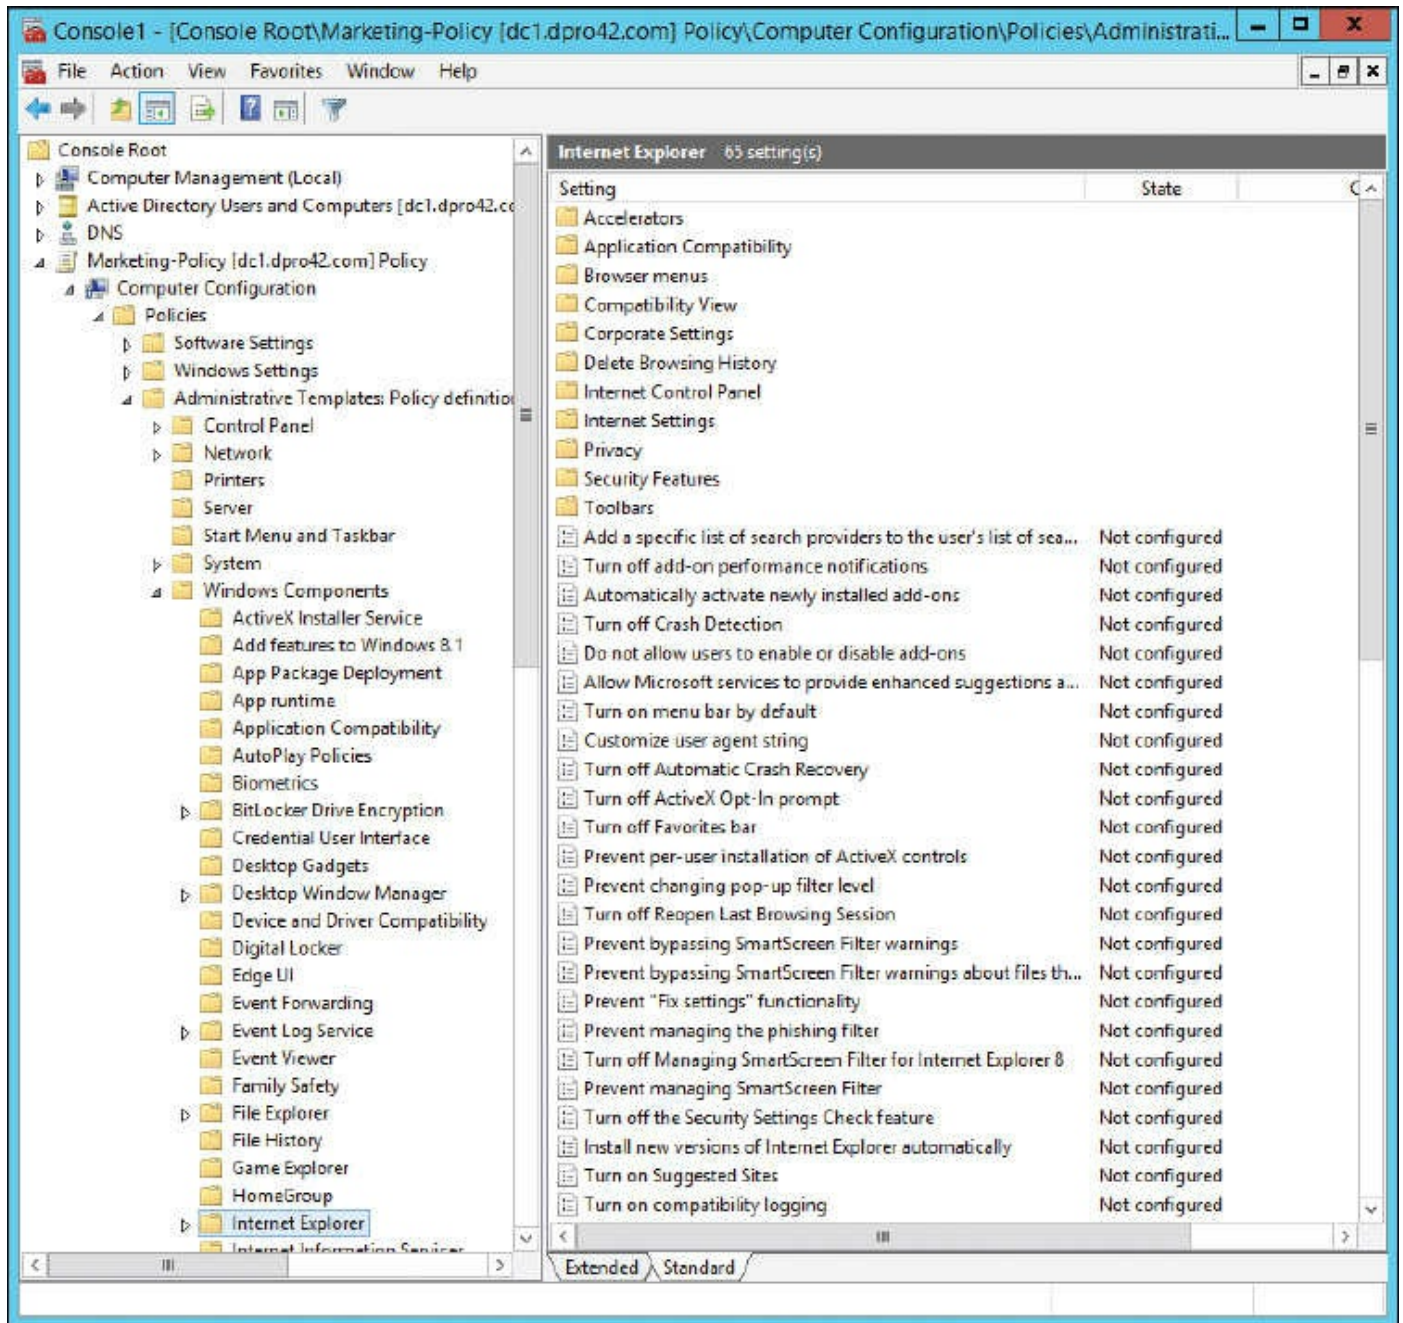 Console1 - [Console Root\Marketing-Policy [dc1.dpro42.com] Policy\Computer Configuration\Policies\Administrati...
File Action View Favorites Window Help
Console Root
Computer Management (Local)
Active Directory Users and Computers [dc1.dpro42.cc
DNS
Marketing-Policy [dc1.dpro42.com] Policy
Computer Configuration
Policies
Software Settings
Windows Settings
Administrative Templates: Policy definitio
Control Panel
Network
Printers
Server
Start Menu and Taskbar
System
Windows Components
ActiveX Installer Service
Add features to Windows 8.1
App Package Deployment
App runtime
Application Compatibility
AutoPlay Policies
Biometrics
BitLocker Drive Encryption
Credential User Interface
Desktop Gadgets
Desktop Window Manager
Device and Driver Compatibility
Digital Locker
Edge UI
Event Forwarding
Event Log Service
Event Viewer
Family Safety
File Explorer
File History
Game Explorer
HomeGroup
Internet Explorer
Internet Information Services
Internet Explorer 65 setting(s)
Setting State C
Accelerators
Application Compatibility
Browser menus
Compatibility View
Corporate Settings
Delete Browsing History
Internet Control Panel
Internet Settings
Privacy
Security Features
Toolbars
Add a specific list of search providers to the user's list of sea... Not configured
Turn off add-on performance notifications Not configured
Automatically activate newly installed add-ons Not configured
Turn off Crash Detection Not configured
Do not allow users to enable or disable add-ons Not configured
Allow Microsoft services to provide enhanced suggestions a... Not configured
Turn on menu bar by default Not configured
Customize user agent string Not configured
Turn off Automatic Crash Recovery Not configured
Turn off ActiveX Opt-In prompt Not configured
Turn off Favorites bar Not configured
Prevent per-user installation of ActiveX controls Not configured
Prevent changing pop-up filter level Not configured
Turn off Reopen Last Browsing Session Not configured
Prevent bypassing SmartScreen Filter warnings Not configured
Prevent bypassing SmartScreen Filter warnings about files th... Not configured
Prevent "Fix settings" functionality Not configured
Prevent managing the phishing filter Not configured
Turn off Managing SmartScreen Filter for Internet Explorer 8 Not configured
Prevent managing SmartScreen Filter Not configured
Turn off the Security Settings Check feature Not configured
Install new versions of Internet Explorer automatically Not configured
Turn on Suggested Sites Not configured
Turn on compatibility logging Not configured
Extended Standard